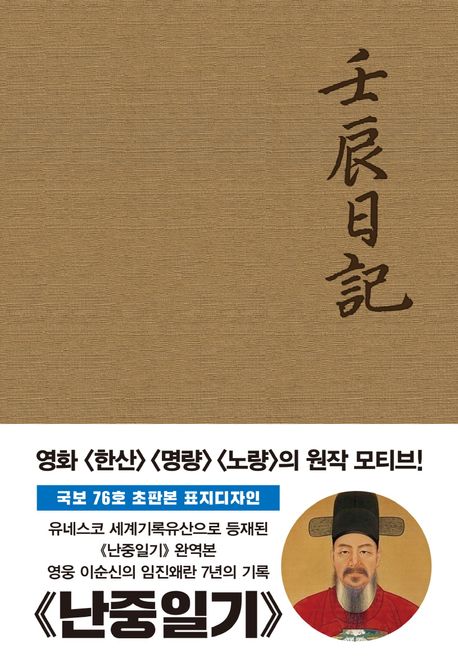 壬辰日記
영화 〈한산〉 〈명량〉 〈노량〉의 원작 모티브!
국보 76호 초판본 표지디자인
유네스코 세계기록유산으로 등재된
《난중일기》 완역본
영웅 이순신의 임진왜란 7년의 기록
《난중일기》